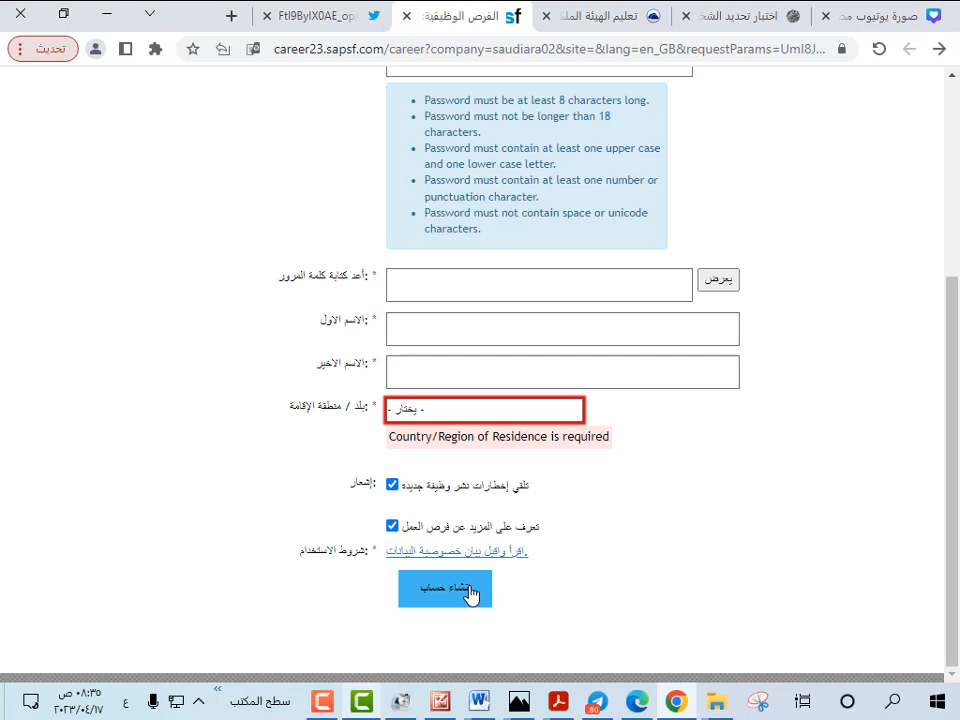 Ftl9BylX0AE_op
الفرص الوظيفية:
تعليم الهيئة الملك
اختبار تحديد الشخ
صورة يوتيوب مص
تحديث
career23.sapsf.com/career?company=saudiara02&site=&lang=en_GB&requestParams=UmI8J...
Password must be at least 8 characters long.
Password must not be longer than 18
characters.
Password must contain at least one upper case
and one lower case letter.
Password must contain at least one number or
punctuation character.
Password must not contain space or unicode
characters.
* :أعد كتابة كلمة المرور
يعرض
* :الاسم الاول
* :الاسم الاخير
* :بلد / منطقة الإقامة
- يختار -
Country/Region of Residence is required
:إشعار
تلقي إخطارات نشر وظيفة جديدة
تعرف على المزيد عن فرص العمل
* :شروط الاستخدام
.اقرأ واقبل بيان خصوصية البيانات
إنشاء حساب
٠٨:٣٥ ص
٢٠٢٣/٠٤/١٧
ع
سطح المكتب
80